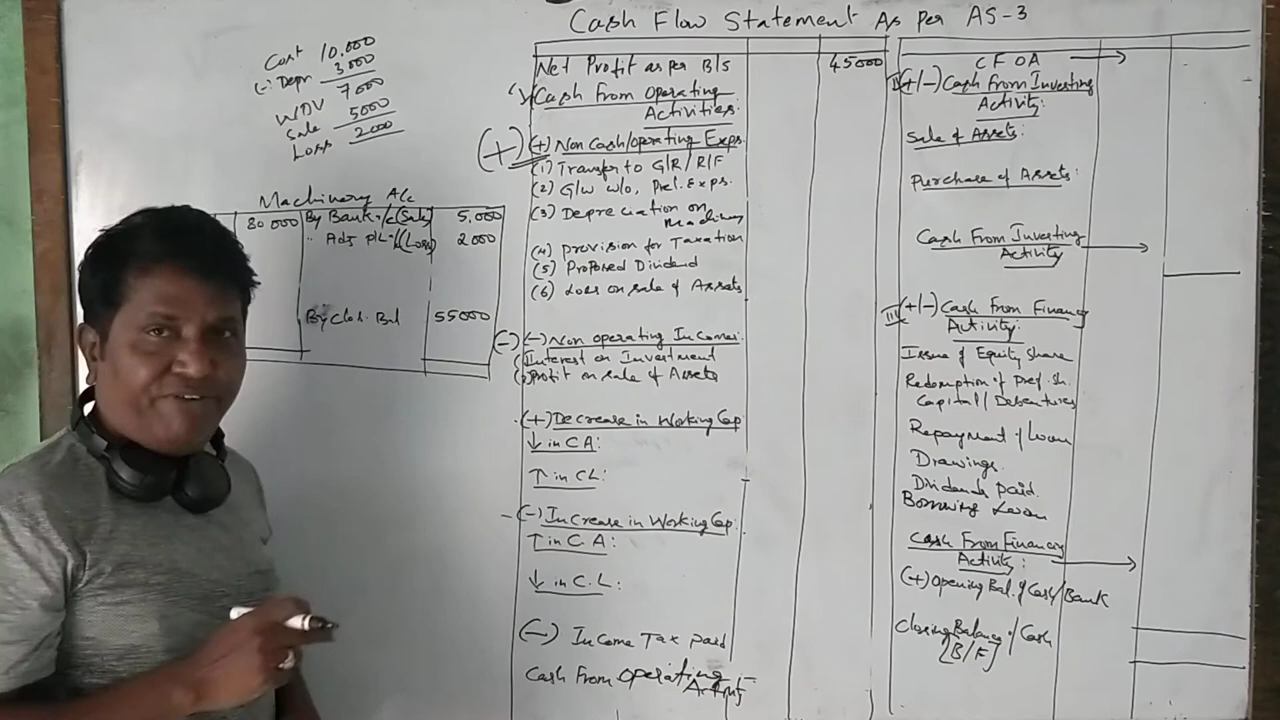 Cash Flow Statement As per AS-3
Cost 10,000
(-) Depn 3000
WDV 7000
Sale 5000
Loss 2000
Machinery A/c
80 000 By Bank A/c (Sale) 5,000
" Adj P/L A/c (Loss) 2000
By Clos. Bal 55000
Net Profit as per B/s 45000
Cash from Operating
Activities.
(+) (+) Non Cash/operating Exps.
(1) Transfer to G/R / R/F
(2) G/w w/o, Prel. Exps.
(3) Depreciation on
Machinery
(4) Provision for Taxation
(5) Proposed Dividend
(6) Loss on sale of Assets
(-) (-) Non operating Incomes:
Interest on Investment
Profit on sale of Assets
(+) Decrease in Working Cap
↓ in CA:
↑ in CL:
- (-) Increase in Working Cap:
↑ in C A:
↓ in C.L:
(-) Income Tax paid
Cash from operating
Activity
C F O A →
II (+/-) Cash from Investing
Activity:
Sale of Assets:
Purchase of Assets:
Cash From Investing →
Activity
III (+/-) Cash From Financing
Activity:
Issue of Equity Share
Redemption of Pref. Sh.
Capital / Debentures
Repayment of Loan
Drawings.
Dividends paid.
Borrowing Loan
Cash From Financing
Activity: →
(+) Opening Bal. of Cash/Bank
Closing Balance of Cash
[B/F]